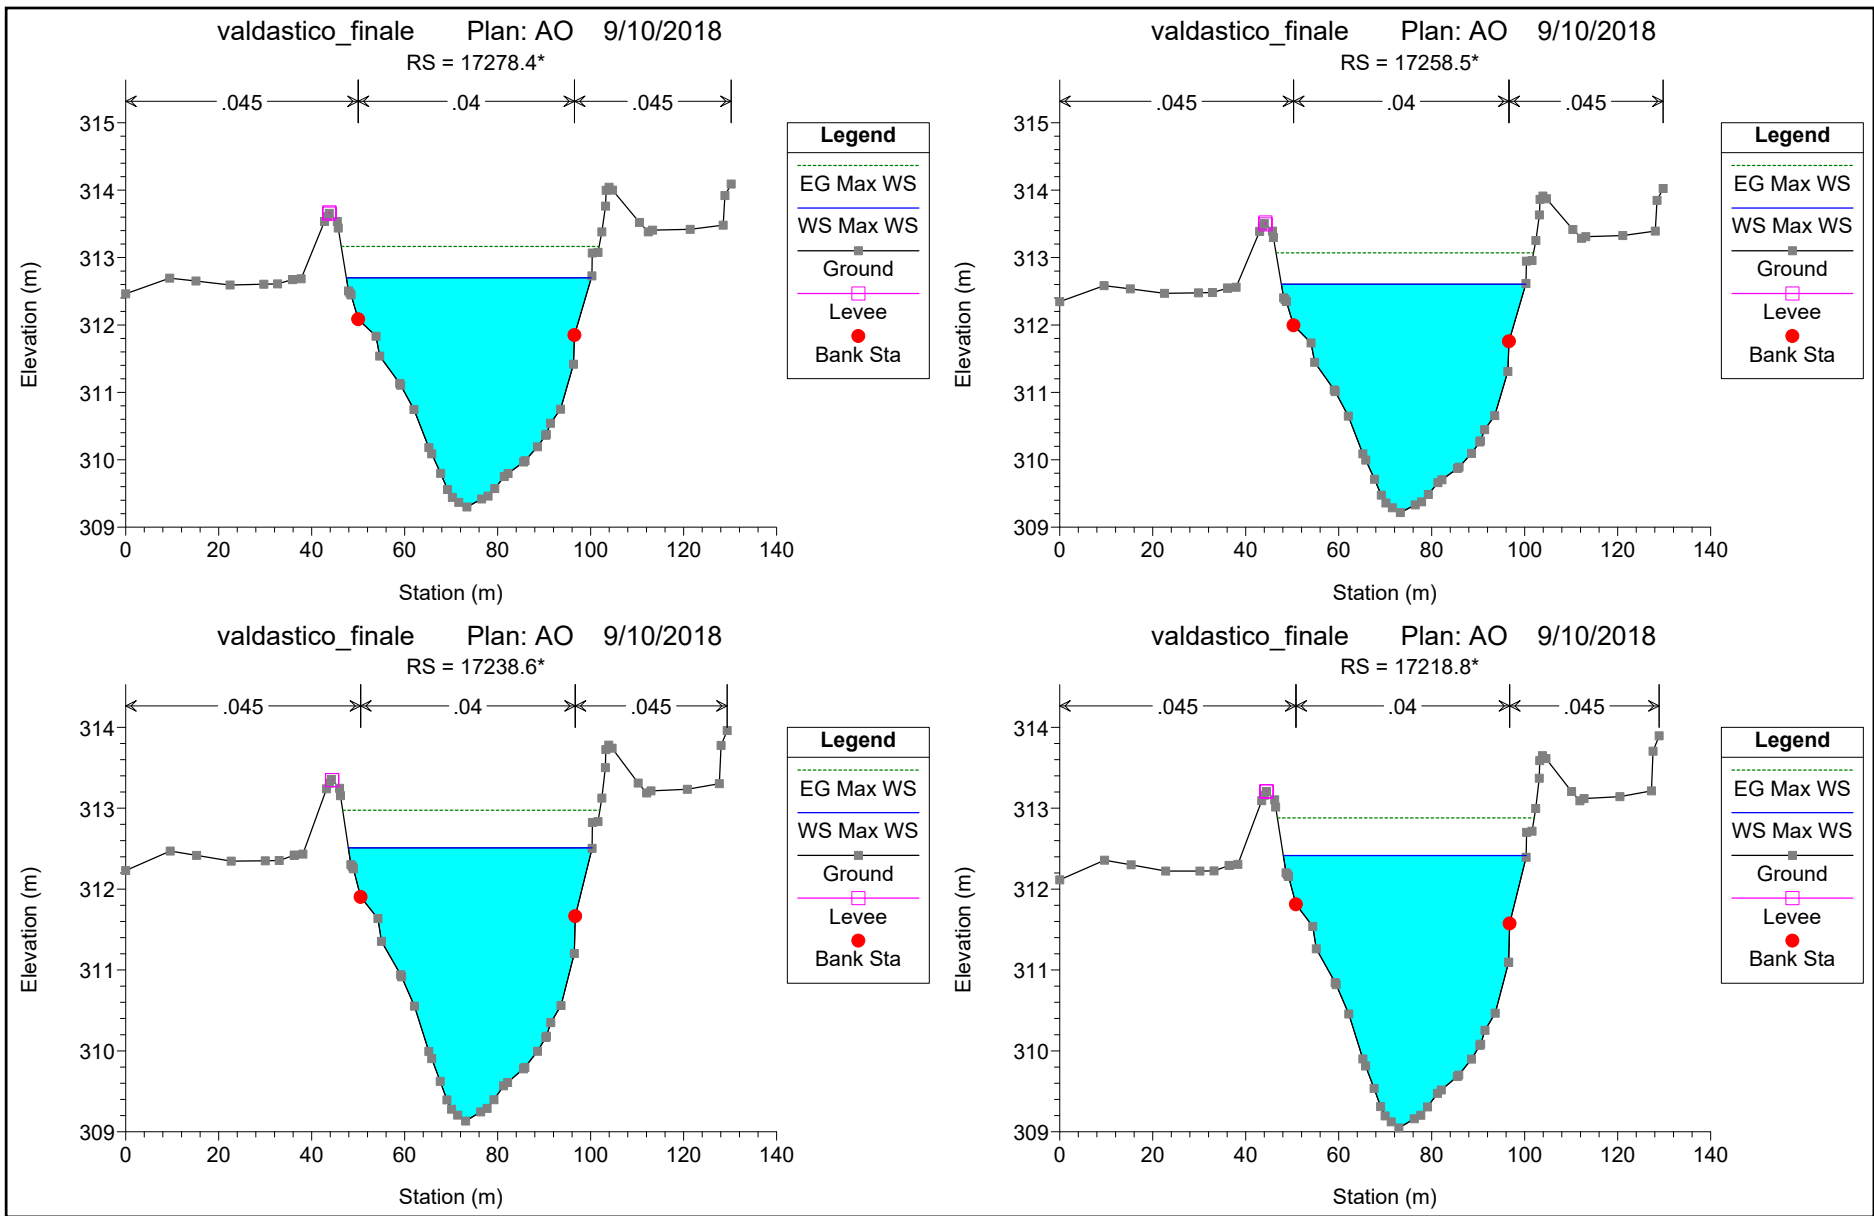 valdastico_finale Plan: AO 9/10/2018
RS = 17278.4*
.045 .04 .045
315
314
313
312
311
310
309
0 20 40 60 80 100 120 140
Elevation (m)
Station (m)
Legend
EG Max WS
WS Max WS
Ground
Levee
Bank Sta
valdastico_finale Plan: AO 9/10/2018
RS = 17258.5*
.045 .04 .045
315
314
313
312
311
310
309
0 20 40 60 80 100 120 140
Elevation (m)
Station (m)
Legend
EG Max WS
WS Max WS
Ground
Levee
Bank Sta
valdastico_finale Plan: AO 9/10/2018
RS = 17238.6*
.045 .04 .045
314
313
312
311
310
309
0 20 40 60 80 100 120 140
Elevation (m)
Station (m)
Legend
EG Max WS
WS Max WS
Ground
Levee
Bank Sta
valdastico_finale Plan: AO 9/10/2018
RS = 17218.8*
.045 .04 .045
314
313
312
311
310
309
0 20 40 60 80 100 120 140
Elevation (m)
Station (m)
Legend
EG Max WS
WS Max WS
Ground
Levee
Bank Sta